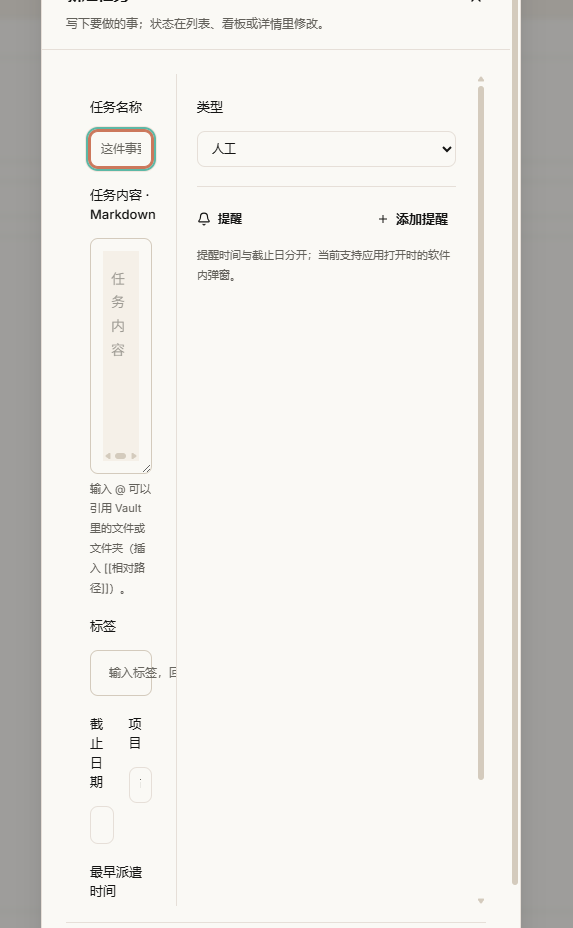 写下要做的事；状态在列表、看板或详情里修改。
任务名称
这件事
任务内容 ·
Markdown
任
务
内
容
输入 @ 可以
引用 Vault
里的文件或
文件夹（插
入 [[相对路
径]]）。
标签
输入标签，回
截
止
日
期
项
目
最早派遣
时间
类型
人工
提醒
+ 添加提醒
提醒时间与截止日分开；当前支持应用打开时的软件
内弹窗。